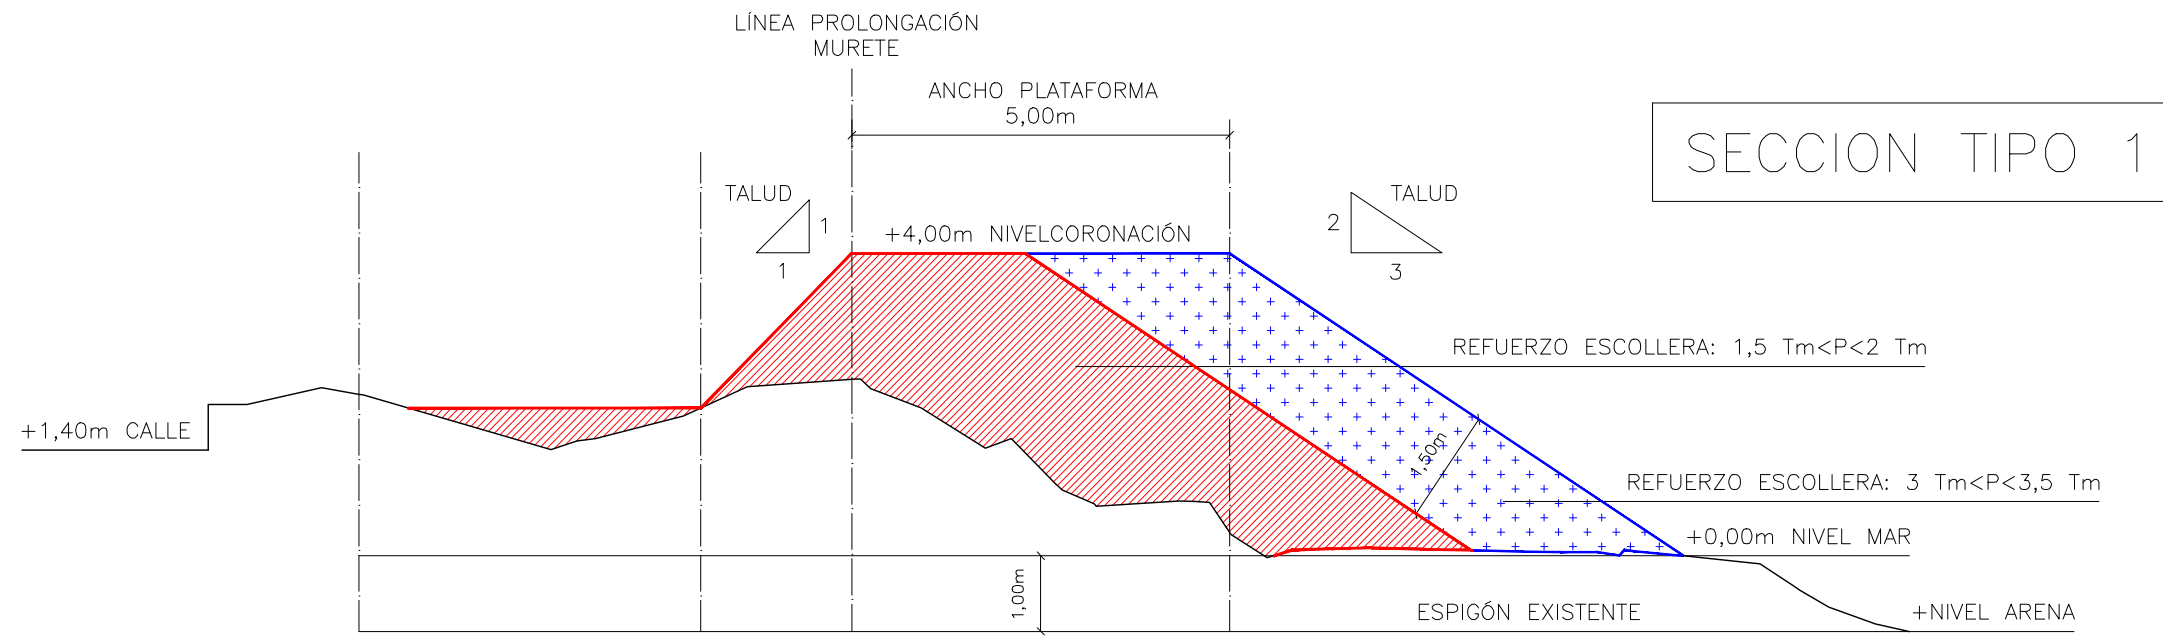 LÍNEA PROLONGACIÓN
MURETE
ANCHO PLATAFORMA
5,00m
SECCION TIPO 1
TALUD
1
1
TALUD
2
3
+4,00m NIVELCORONACIÓN
REFUERZO ESCOLLERA: 1,5 Tm<P<2 Tm
+1,40m CALLE
1,50m
REFUERZO ESCOLLERA: 3 Tm<P<3,5 Tm
+0,00m NIVEL MAR
1,00m
ESPIGÓN EXISTENTE
+NIVEL ARENA